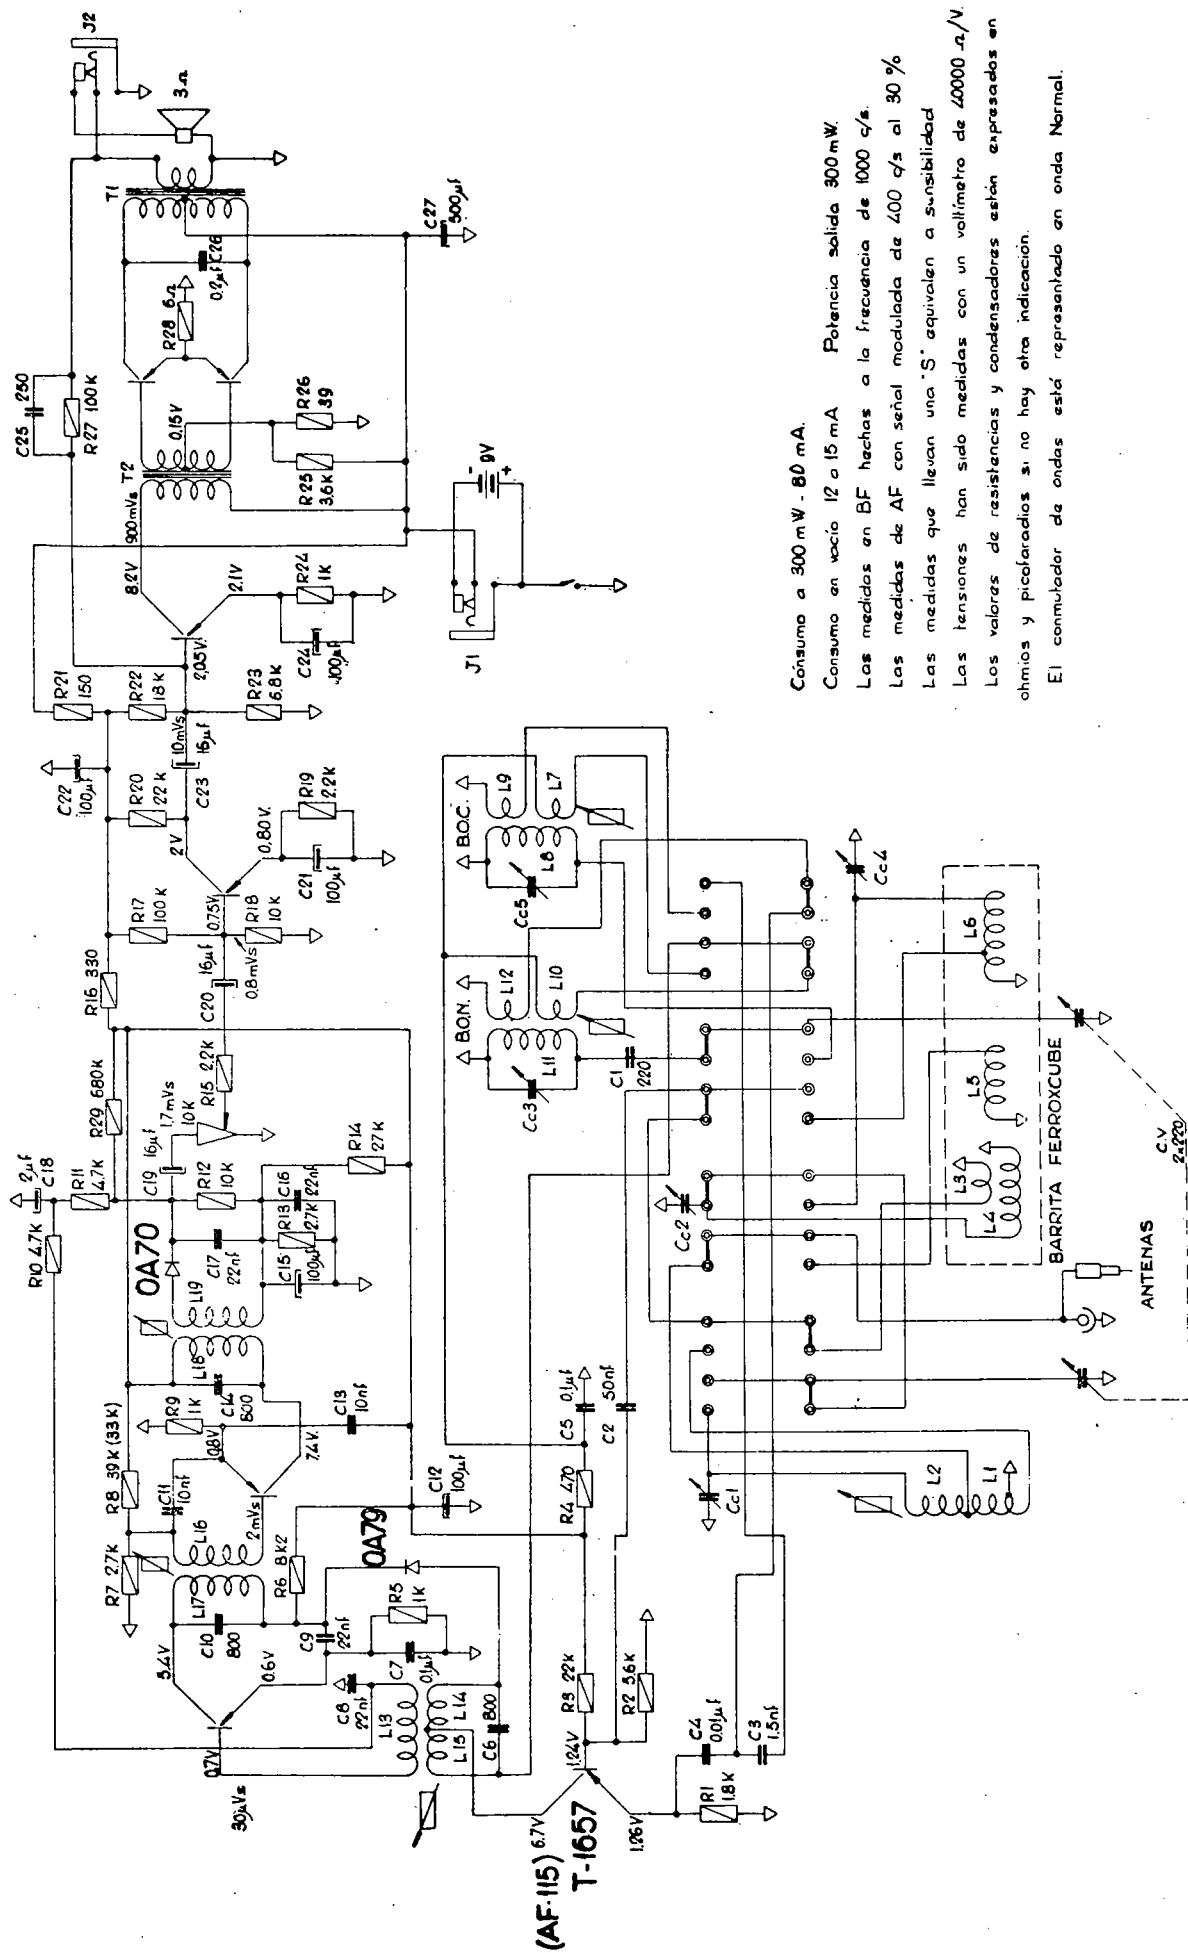 J2
3Ω
T1
C27
500µF
C26
0,2µF
R28 6Ω
C25
250
R27
100K
0.15V
T2
900mVs
R26
39
R25
3.6K
9V
J1
8.2V
2.1V
R24
1K
C24
100µF
2.05V
R21
150
R22
18K
R23
6.8K
10mVs
16µF
C23
C22
100µF
R20
22K
2V
R19
2.2K
0.80V.
C21
100µF
R17
100K
0.75V
R18
10K
0.8mVs
16µF
C20
R16 330
R15 2.2K
R29 680K
2µF
C18
R11
4.7K
R10 4.7K
C19
16µF
1.7mVs
10K
R12
10K
R14
27K
0A70
C17
22nF
C16
22nF
R13
2.7K
C15
100µF
L19
L18
C14
800
R9
1K
0.8V
7.4V.
C13
10nF
R8 39K (33K)
C11
10nF
R7 2.7K
L16
L17
2mVs
C10
800
R6 8K2
C12
100µF
0A79
5.4V
0.6V
C9
22nF
R5
1K
C7
0.1µF
C8
22nF
0.7V
30µVs
L13
L14
L15
C6
800
(AF-115)
T-1657
6.7V
1.24V
1.26V
R3 22K
R2 5.6K
R4 470
C5
0,1µF
C2
50nF
C4
0.01µF
C3
1.5nF
R1
1.8K
B.O.C.
L9
L7
L8
Cc5
B.O.N.
L12
L10
L11
Cc3
C1
220
Cc4
Cc2
Cc1
L2
L1
L3
L4
L5
L6
BARRITA FERROXCUBE
ANTENAS
C.V
2x220
Consumo a 300 mW - 80 mA.
Consumo en vacío 12 a 15 mA Potencia salida 300 mW.
Las medidas en BF hechas a la frecuencia de 1000 c/s.
Las medidas de AF con señal modulada de 400 c/s al 30 %
Las medidas que llevan una "S" equivalen a sunsibilidad
Las tensiones han sido medidas con un voltímetro de 40000 Ω/V.
Los valores de resistencias y condensadores están expresados en
ohmios y picofaradios si no hay otra indicación.
El conmutador de ondas está representado en onda Normal.